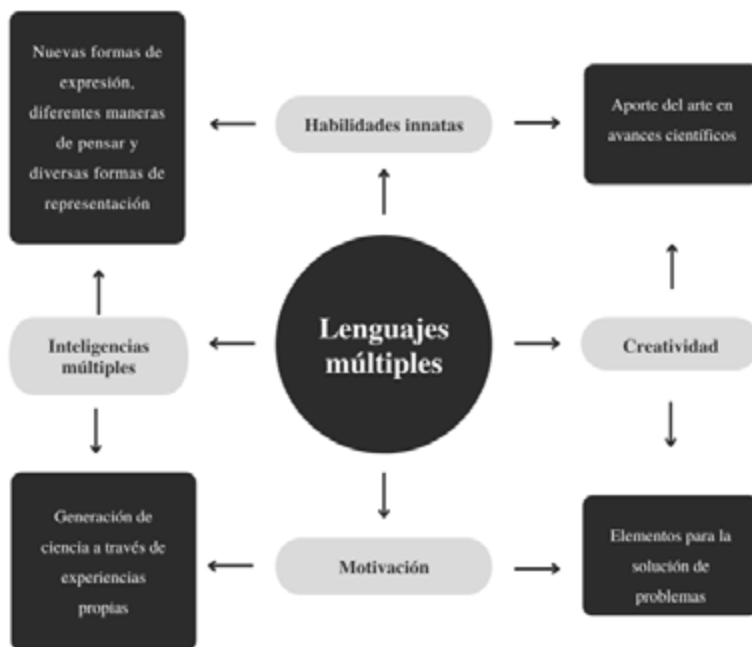 Nuevas formas de
expresión,
diferentes maneras
de pensar y
diversas formas de
representación
Habilidades innatas
Aporte del arte en
avances científicos
Inteligencias
múltiples
Lenguajes
múltiples
Creatividad
Generación de
ciencia a través de
experiencias
propias
Motivación
Elementos para la
solución de
problemas